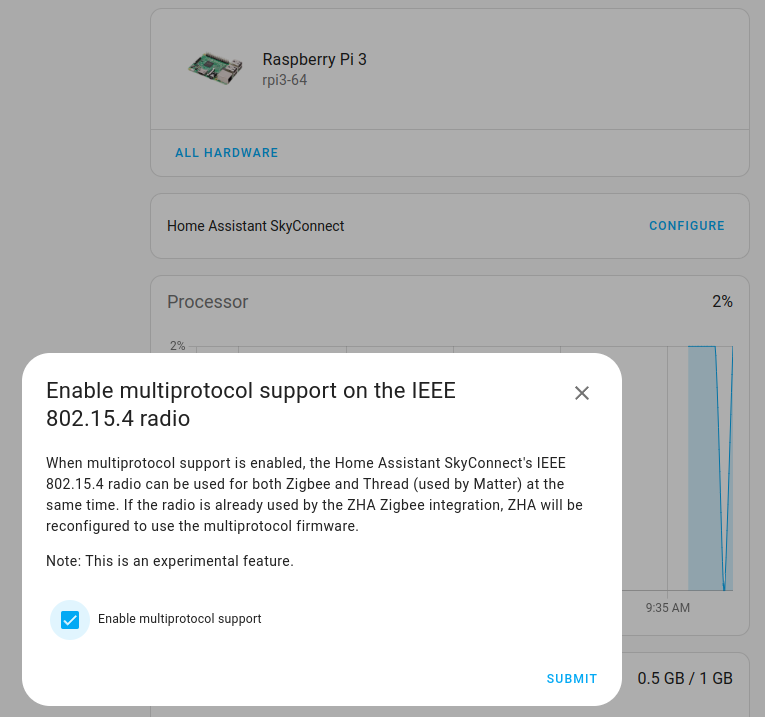 Raspberry Pi 3
rpi3-64
ALL HARDWARE
Home Assistant SkyConnect
CONFIGURE
Processor
2%
2%
Enable multiprotocol support on the IEEE
802.15.4 radio
When multiprotocol support is enabled, the Home Assistant SkyConnect's IEEE
802.15.4 radio can be used for both Zigbee and Thread (used by Matter) at the
same time. If the radio is already used by the ZHA Zigbee integration, ZHA will be
reconfigured to use the multiprotocol firmware.
Note: This is an experimental feature.
Enable multiprotocol support
SUBMIT
9:35 AM
0.5 GB / 1 GB